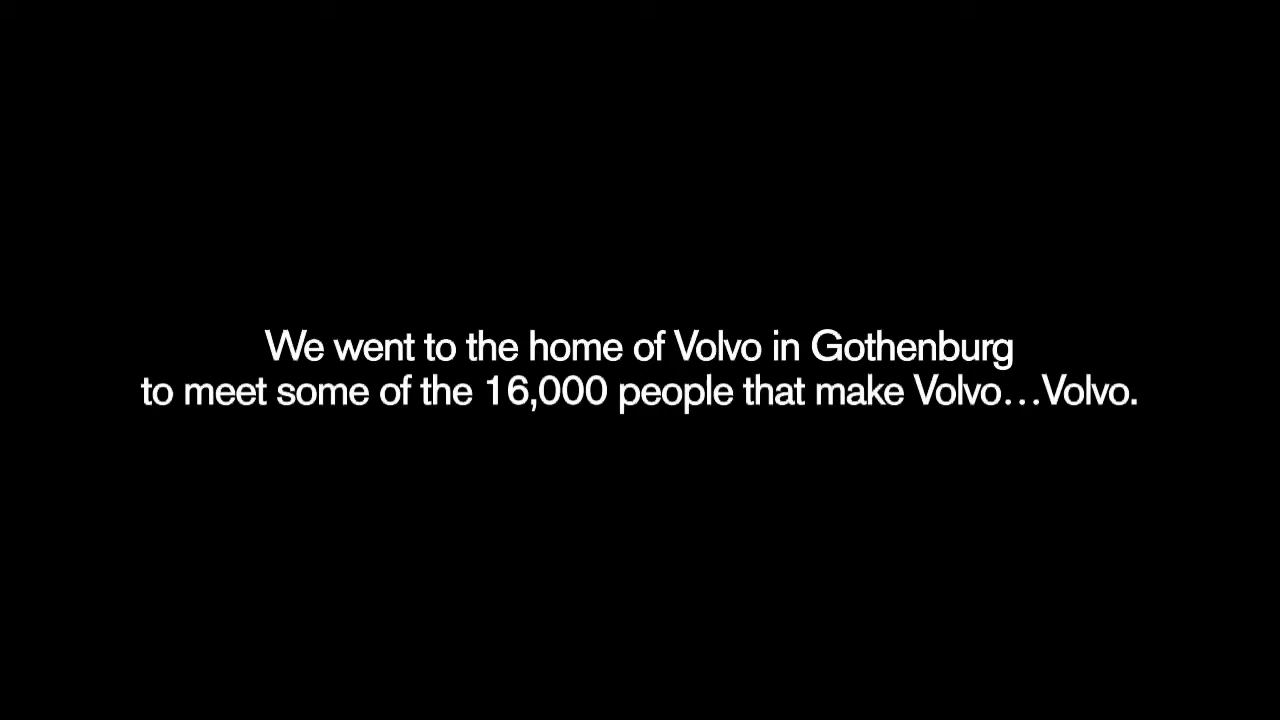 We went to the home of Volvo in Gothenburg
to meet some of the 16,000 people that make Volvo…Volvo.